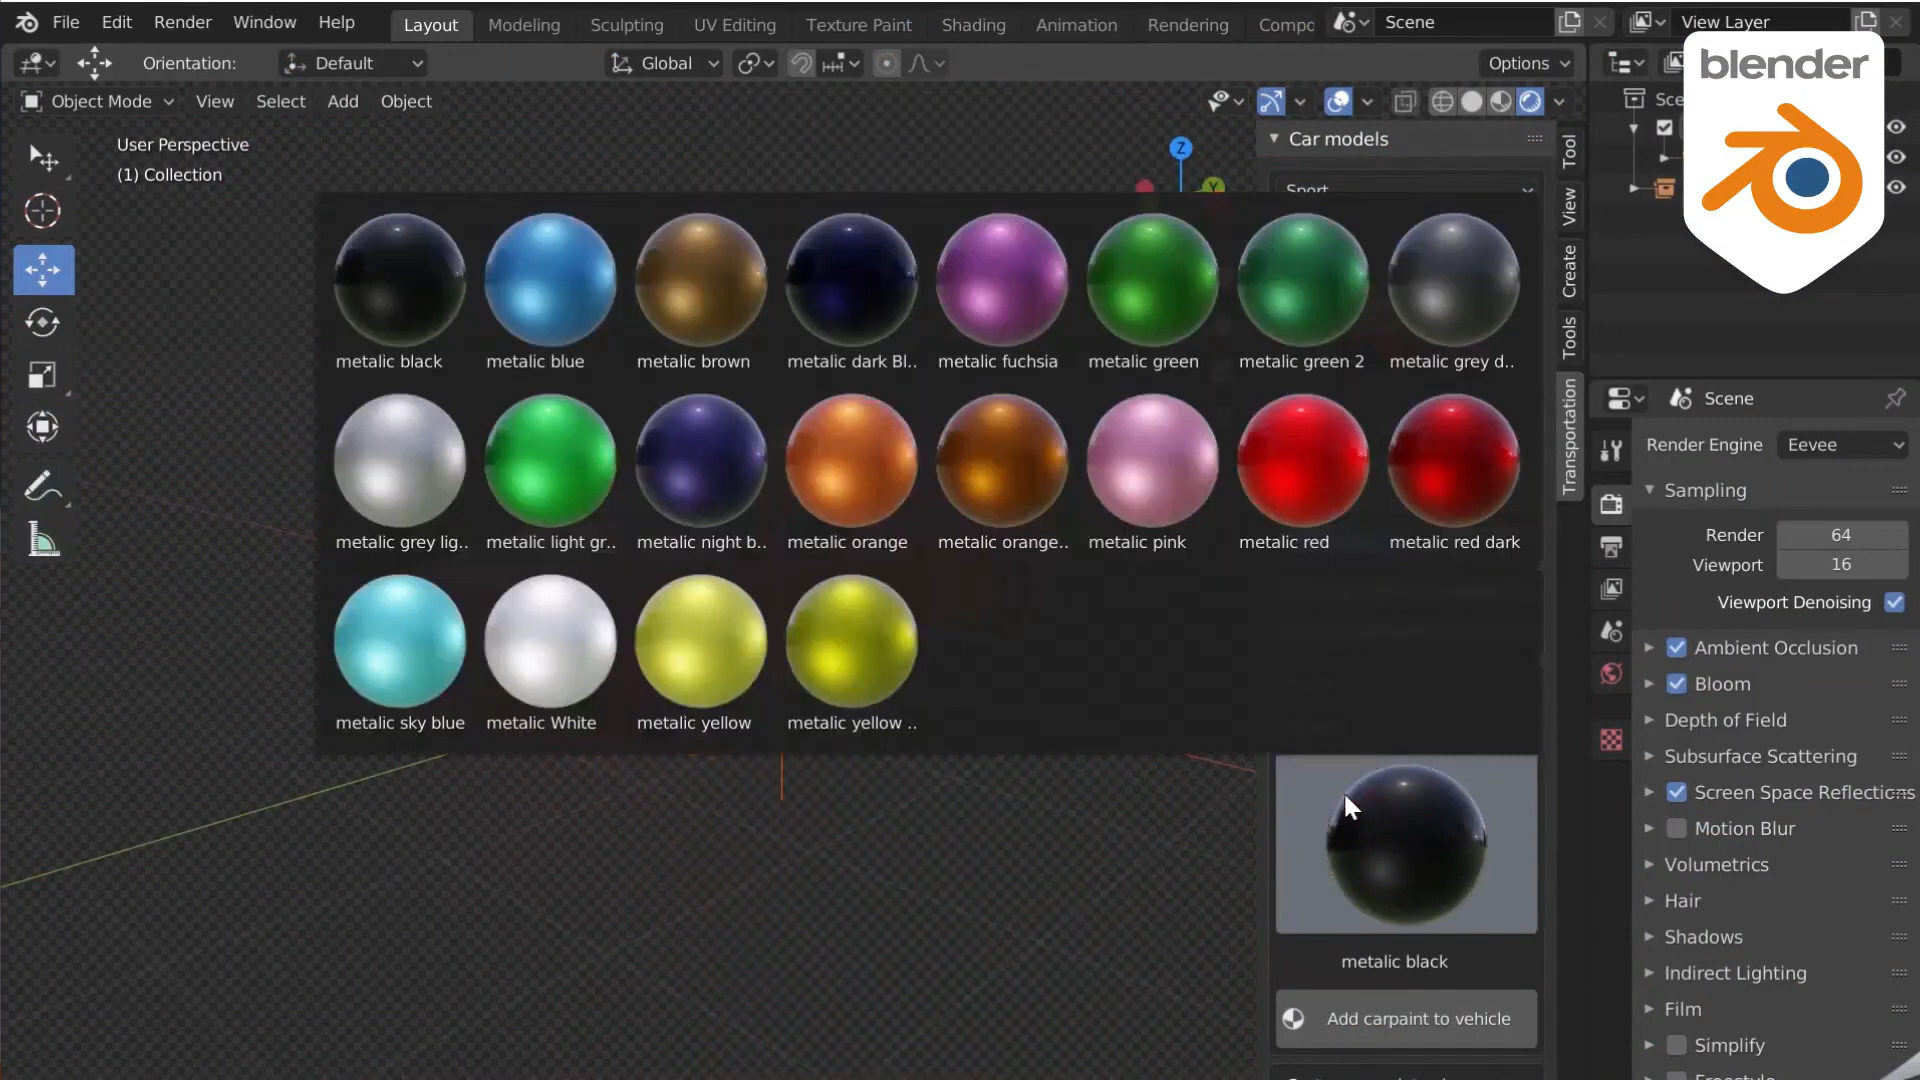 File Edit Render Window Help Layout Modeling Sculpting UV Editing Texture Paint Shading Animation Rendering Compo Scene View Layer
Orientation: Default Global Options
Object Mode View Select Add Object
blender
User Perspective
(1) Collection
Car models
Sport
Z
Y
Tool
View
Create
Tools
Transportation
metalic black metalic blue metalic brown metalic dark Bl.. metalic fuchsia metalic green metalic green 2 metalic grey d..
metalic grey lig.. metalic light gr.. metalic night b.. metalic orange metalic orange.. metalic pink metalic red metalic red dark
metalic sky blue metalic White metalic yellow metalic yellow ..
metalic black
Add carpaint to vehicle
Sce
Scene
Render Engine Eevee
Sampling
Render 64
Viewport 16
Viewport Denoising
Ambient Occlusion
Bloom
Depth of Field
Subsurface Scattering
Screen Space Reflections
Motion Blur
Volumetrics
Hair
Shadows
Indirect Lighting
Film
Simplify